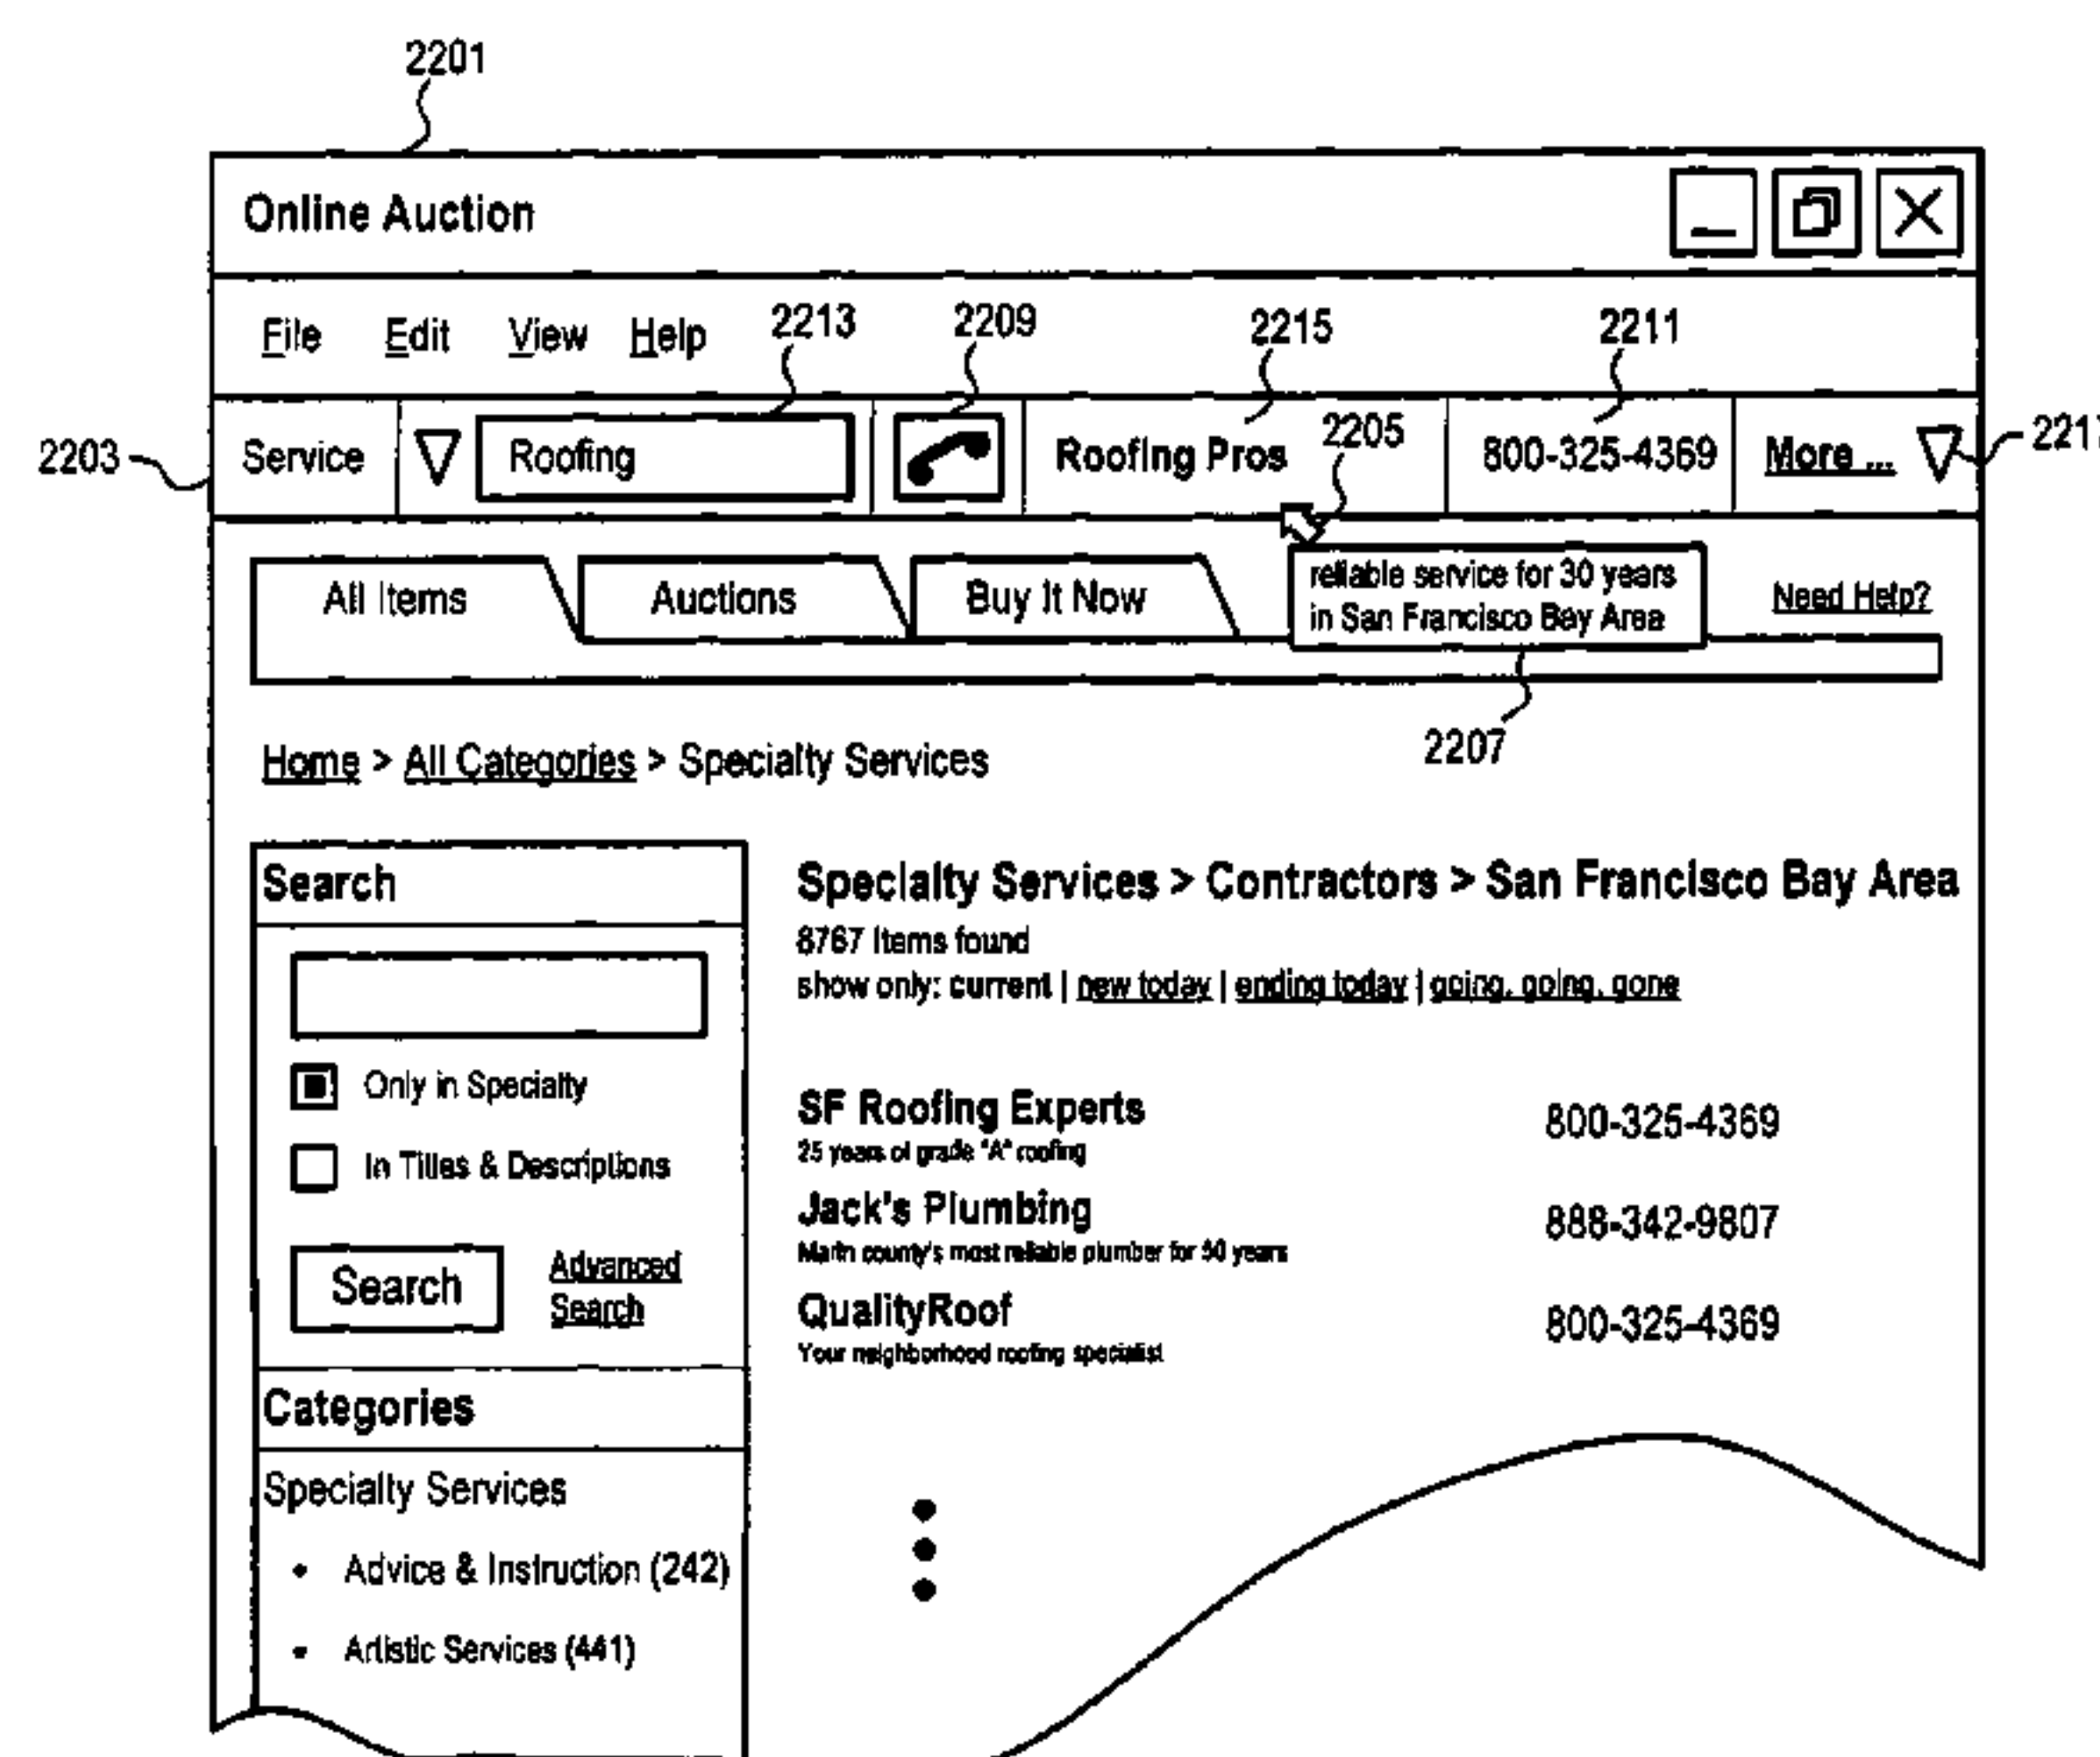 2201
Online Auction
File Edit View Help 2213 2209 2215 2211
2203 Service Roofing Roofing Pros 2205 800-325-4369 More ... 2217
All Items Auctions Buy It Now reliable service for 30 years Need Help?
in San Francisco Bay Area
2207
Home > All Categories > Specialty Services
Search
Only in Specialty
In Titles & Descriptions
Search Advanced
Search
Categories
Specialty Services
• Advice & Instruction (242)
• Artistic Services (441)
Specialty Services > Contractors > San Francisco Bay Area
8767 Items found
show only: current | new today | ending today | going, going, gone
SF Roofing Experts 800-325-4369
25 years of grade "A" roofing
Jack's Plumbing 888-342-9807
Marin county's most reliable plumber for 50 years
QualityRoof 800-325-4369
Your neighborhood roofing specialist